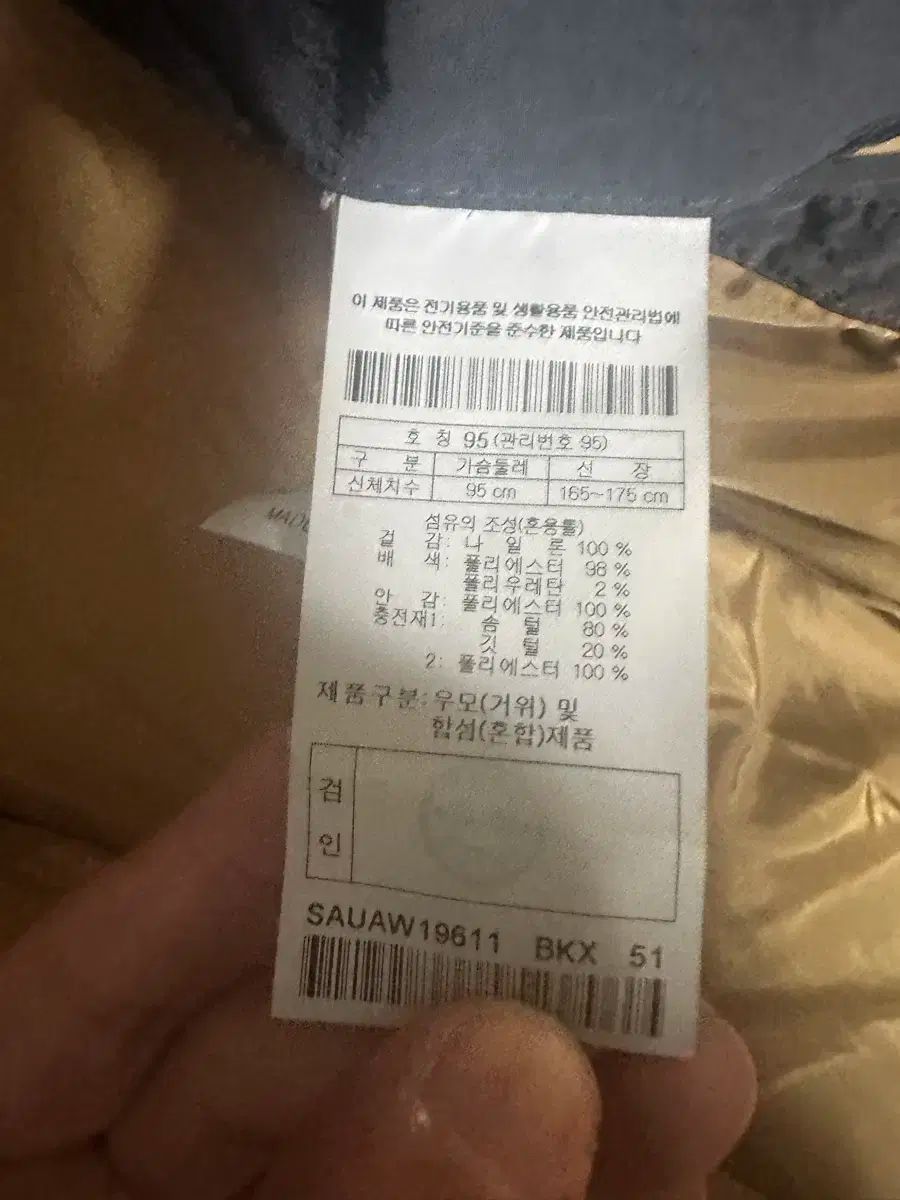 이 제품은 전기용품 및 생활용품 안전관리법에
따른 안전기준을 준수한 제품입니다
호 칭 95 (관리번호 95)
구 분 가슴둘레 신 장
신체치수 95 cm 165~175 cm
섬유의 조성(혼용률)
겉 감: 나 일 론 100 %
배 색: 폴리에스터 98 %
폴리우레탄 2 %
안 감: 폴리에스터 100 %
충전재1: 솜 털 80 %
깃 털 20 %
2: 폴리에스터 100 %
제품구분: 우모(거위) 및
합섬(혼합)제품
검
인
SAUAW19611 BKX 51
MADE